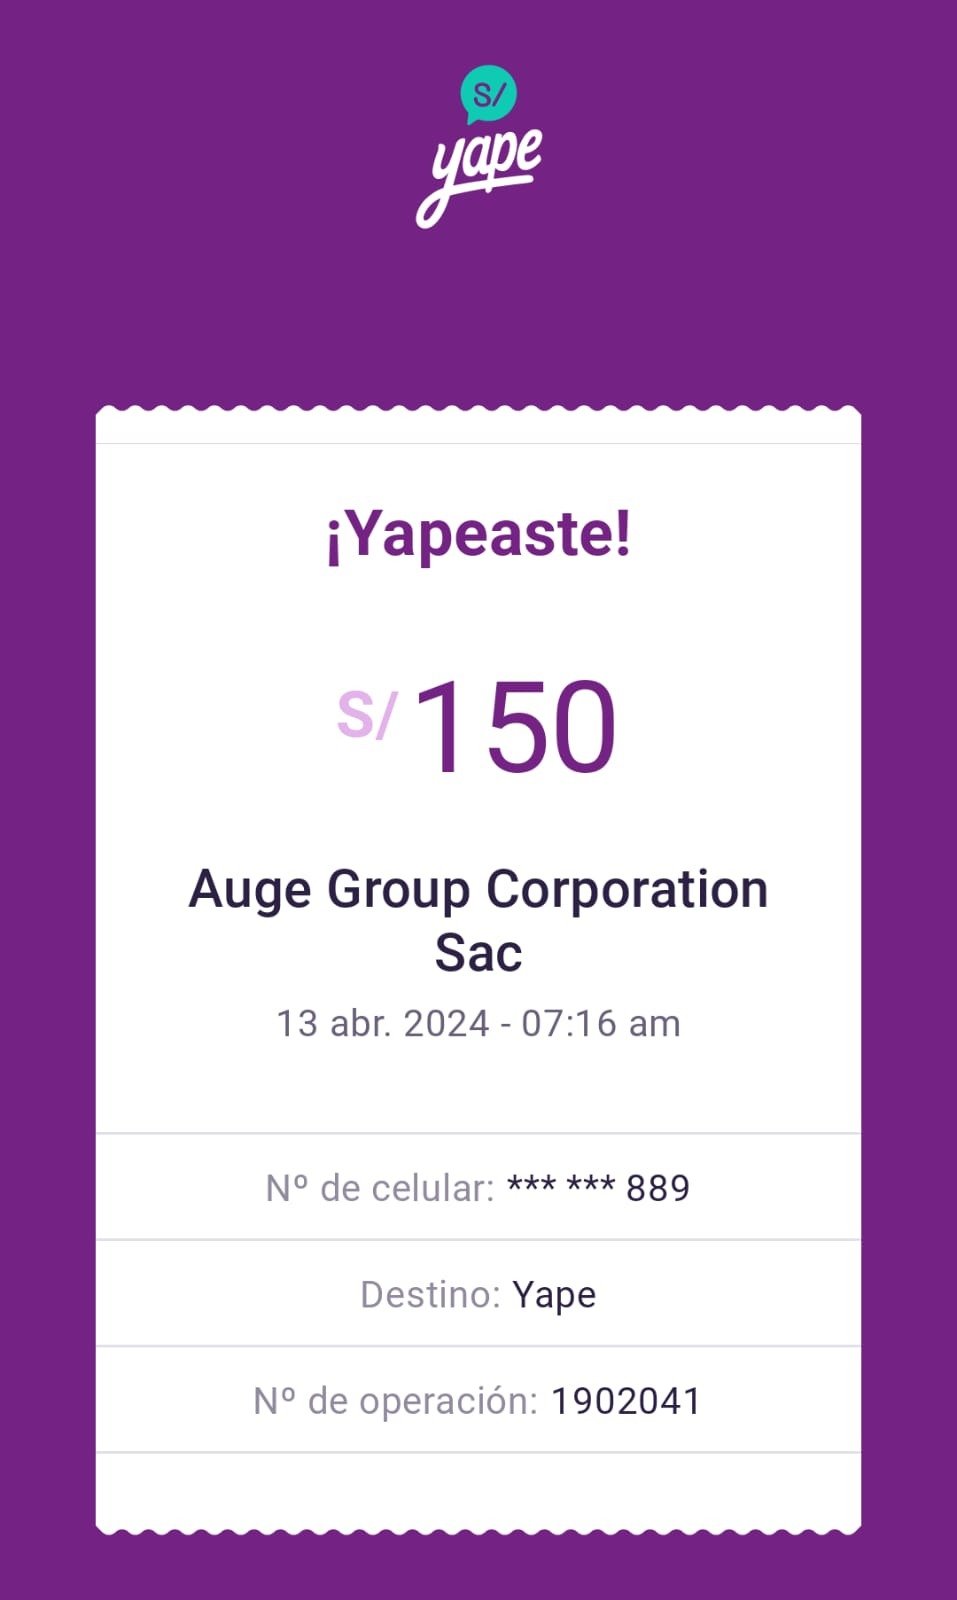 S/
yape
¡Yapeaste!
S/150
Auge Group Corporation
Sac
13 abr. 2024 - 07:16 am
Nº de celular: *** *** 889
Destino: Yape
Nº de operación: 1902041